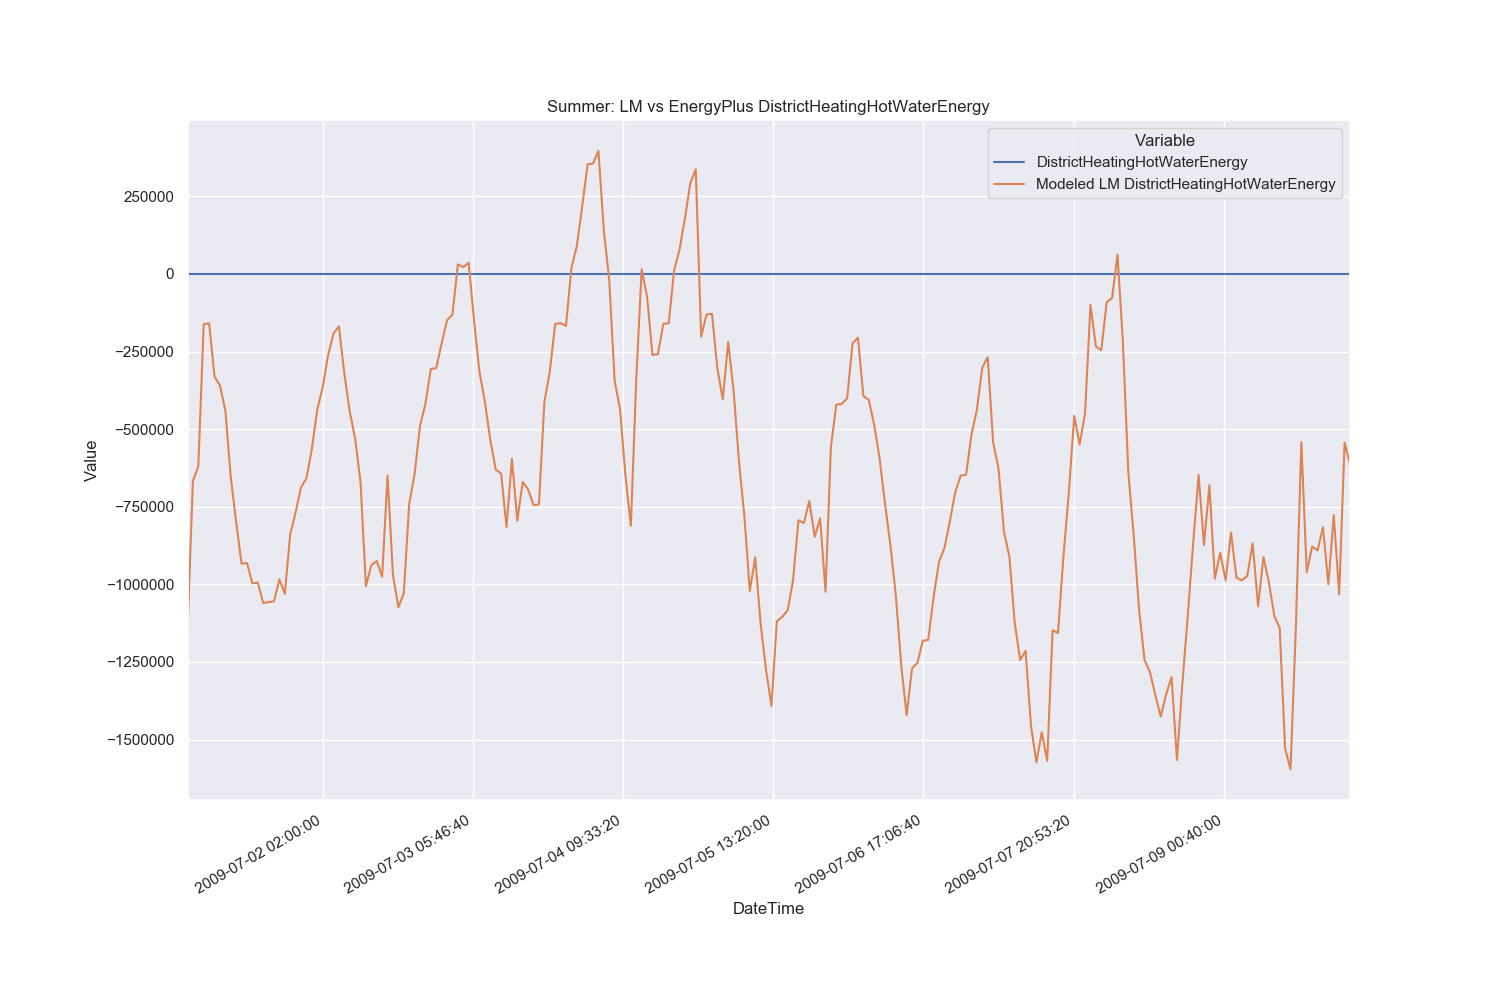 Summer: LM vs EnergyPlus DistrictHeatingHotWaterEnergy
Variable
DistrictHeatingHotWaterEnergy
Modeled LM DistrictHeatingHotWaterEnergy
250000
0
−250000
−500000
−750000
−1000000
−1250000
−1500000
Value
2009-07-02 02:00:00
2009-07-03 05:46:40
2009-07-04 09:33:20
2009-07-05 13:20:00
2009-07-06 17:06:40
2009-07-07 20:53:20
2009-07-09 00:40:00
DateTime